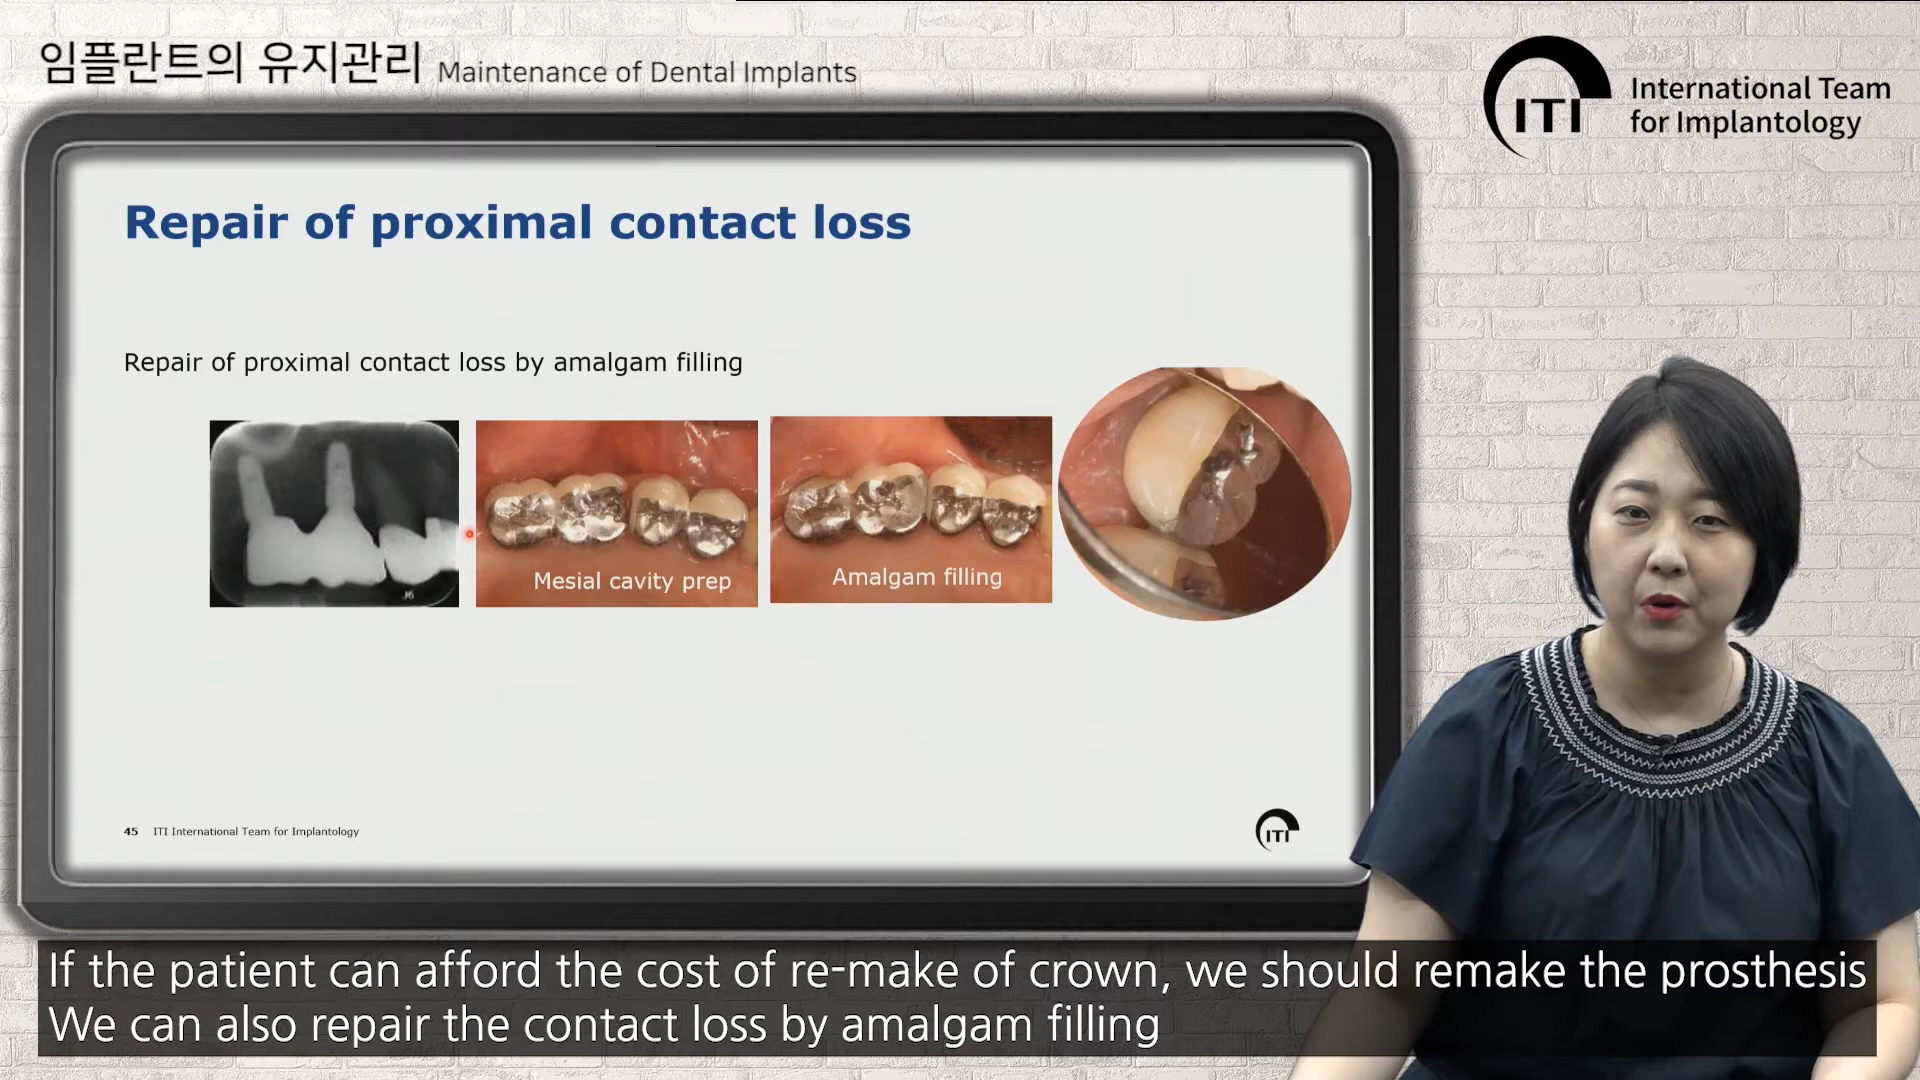 임플란트의 유지관리 Maintenance of Dental Implants
ITI International Team
for Implantology
Repair of proximal contact loss
Repair of proximal contact loss by amalgam filling
J6
Mesial cavity prep
Amalgam filling
45 ITI International Team for Implantology
ITI
If the patient can afford the cost of re-make of crown, we should remake the prosthesis
We can also repair the contact loss by amalgam filling